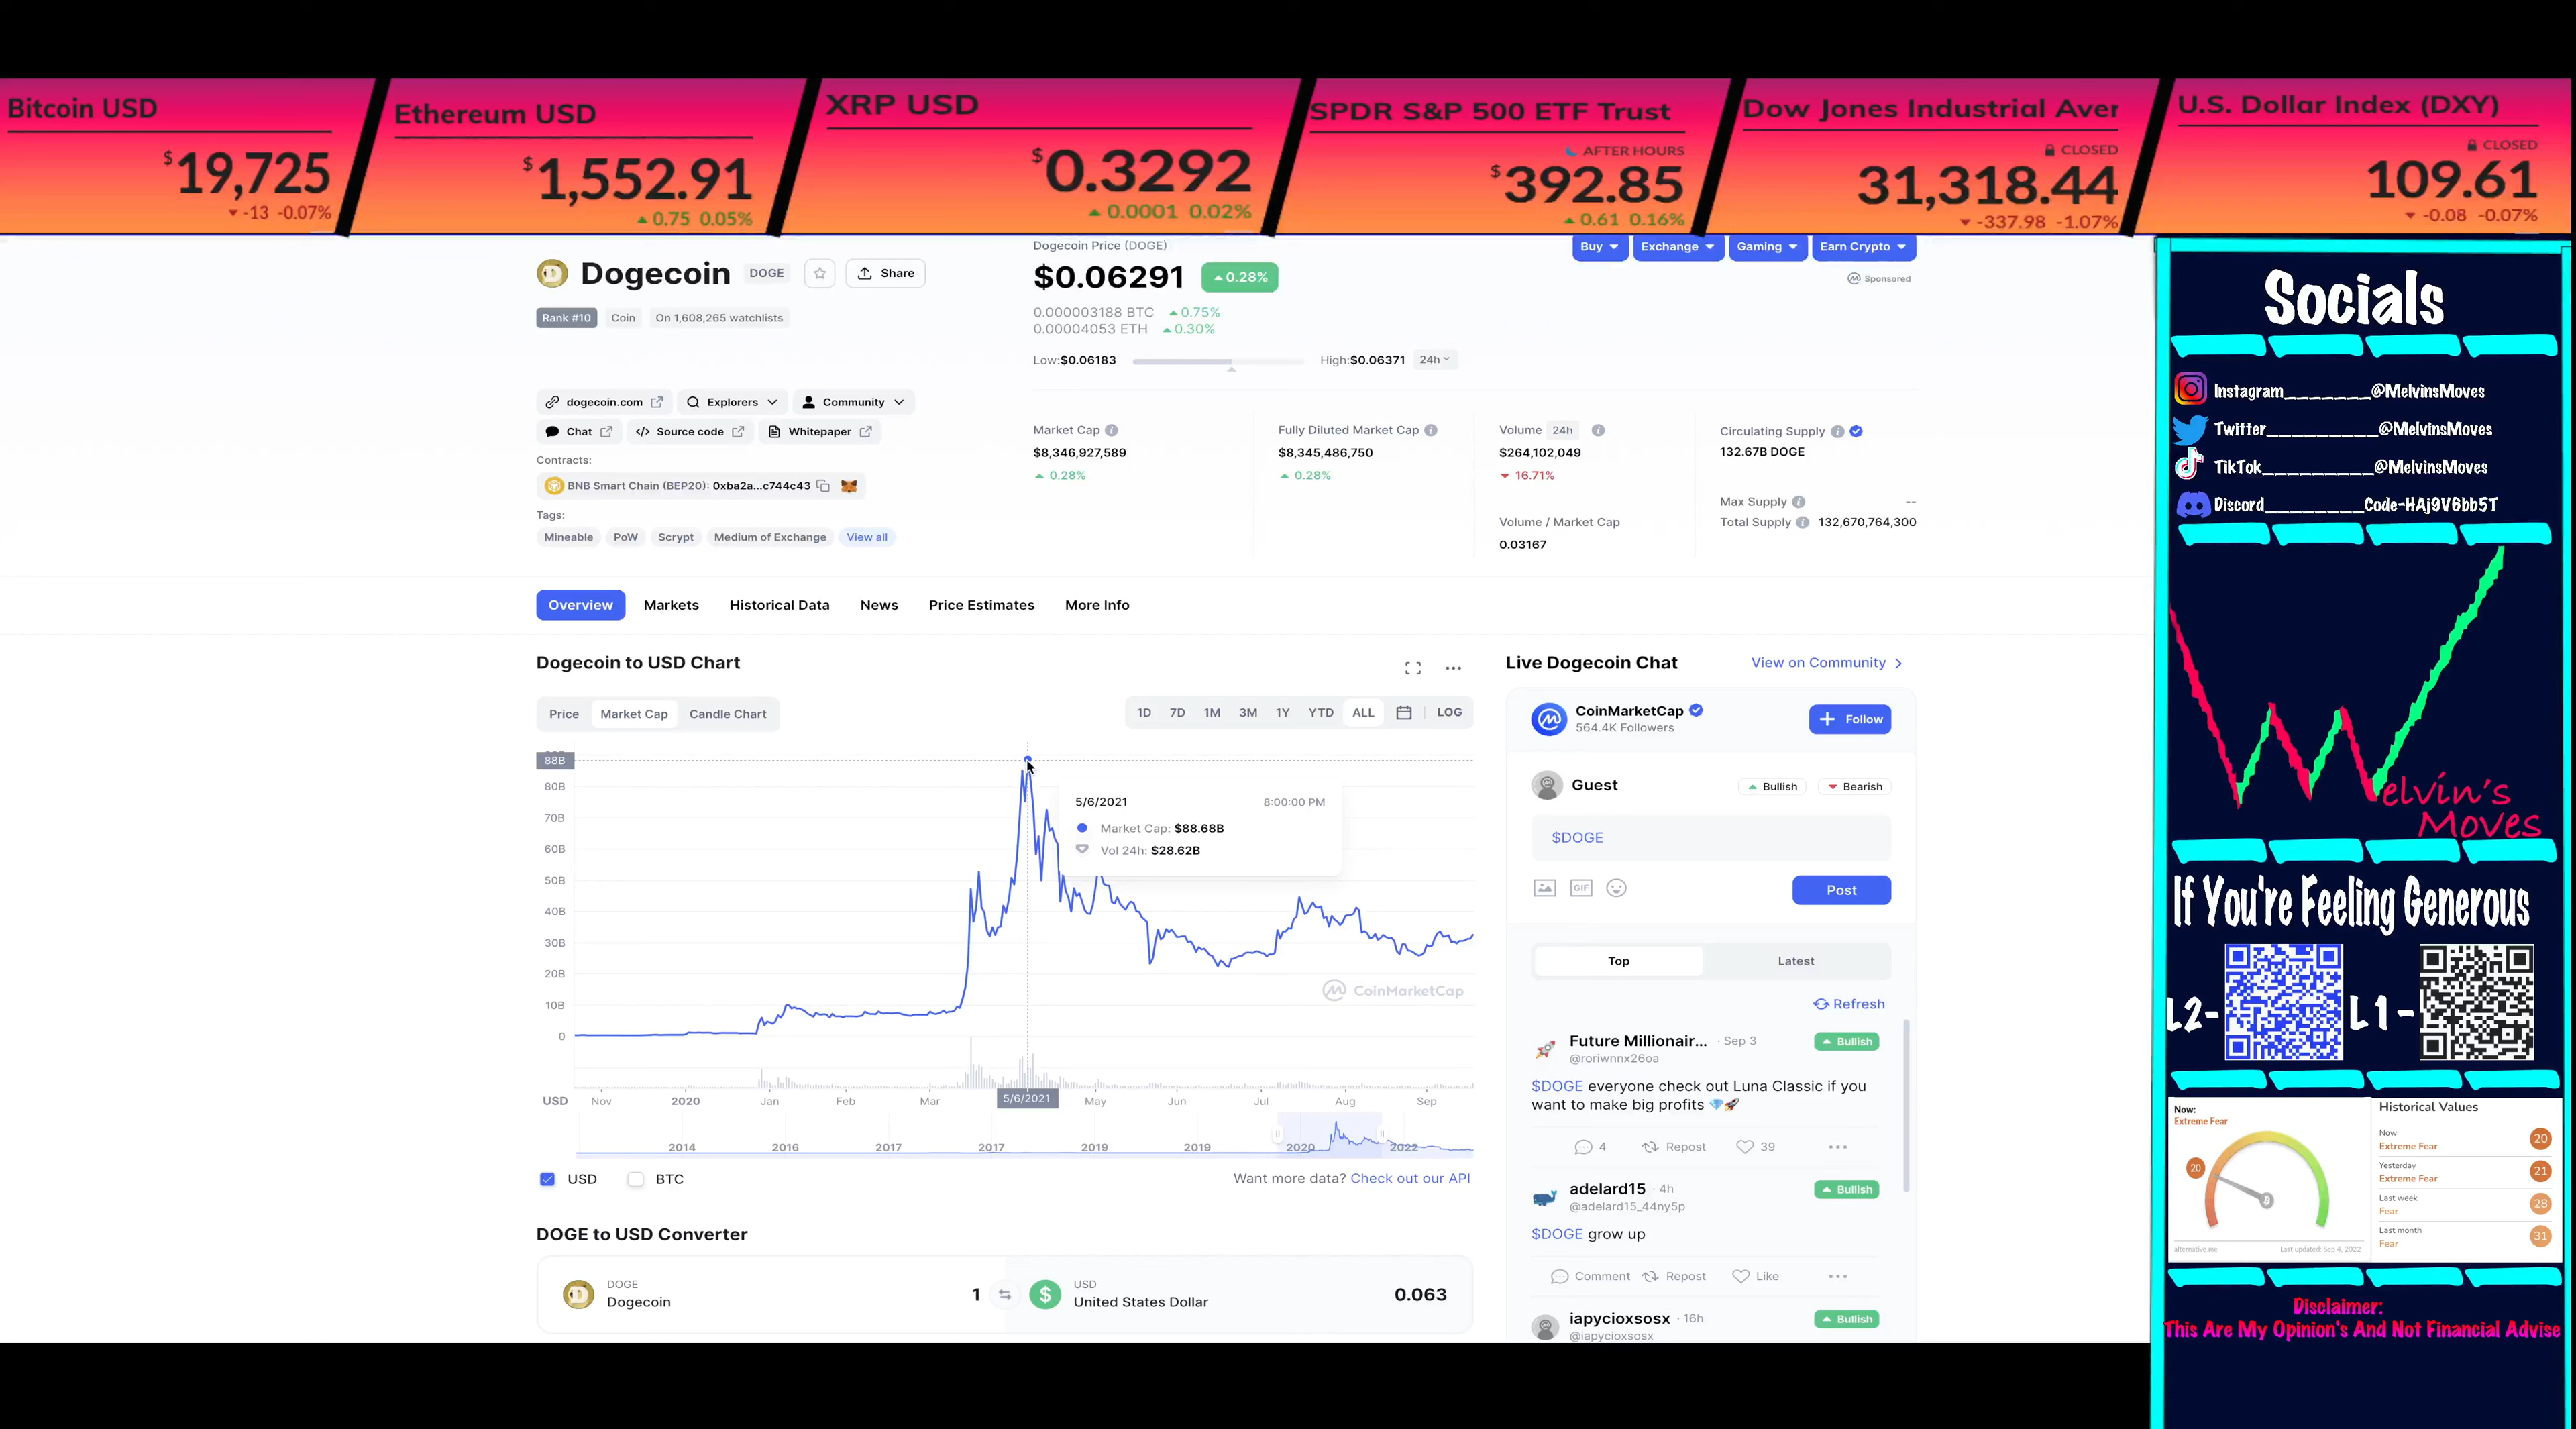 Bitcoin USD
$19,725
-13 -0.07%
Ethereum USD
$1,552.91
0.75 0.05%
XRP USD
$0.3292
0.0001 0.02%
SPDR S&P 500 ETF Trust
AFTER HOURS
$392.85
0.61 0.16%
Dow Jones Industrial Aver
CLOSED
31,318.44
-337.98 -1.07%
U.S. Dollar Index (DXY)
CLOSED
109.61
-0.08 -0.07%
Dogecoin DOGE Share
Rank #10 Coin On 1,608,265 watchlists
dogecoin.com Explorers Community
Chat Source code Whitepaper
Contracts:
BNB Smart Chain (BEP20): 0xba2a...c744c43
Tags:
Mineable PoW Scrypt Medium of Exchange View all
Dogecoin Price (DOGE)
$0.06291 0.28%
0.000003188 BTC 0.75%
0.00004053 ETH 0.30%
Low:$0.06183 High:$0.06371 24h
Buy Exchange Gaming Earn Crypto
Sponsored
Market Cap
$8,346,927,589
0.28%
Fully Diluted Market Cap
$8,345,486,750
0.28%
Volume 24h
$264,102,049
16.71%
Volume / Market Cap
0.03167
Circulating Supply
132.67B DOGE
Max Supply --
Total Supply 132,670,764,300
Overview Markets Historical Data News Price Estimates More Info
Dogecoin to USD Chart
Price Market Cap Candle Chart
1D 7D 1M 3M 1Y YTD ALL LOG
88B
80B
70B
60B
50B
40B
30B
20B
10B
0
5/6/2021 8:00:00 PM
Market Cap: $88.68B
Vol 24h: $28.62B
CoinMarketCap
USD Nov 2020 Jan Feb Mar 5/6/2021 May Jun Jul Aug Sep
2014 2016 2017 2017 2019 2019 2020 2022
USD BTC
Want more data? Check out our API
DOGE to USD Converter
DOGE
Dogecoin
1
USD
United States Dollar
0.063
Live Dogecoin Chat View on Community
CoinMarketCap
564.4K Followers
Follow
Guest Bullish Bearish
$DOGE
GIF
Post
Top Latest
Refresh
Future Millionair... · Sep 3 Bullish
@roriwnnx26oa
$DOGE everyone check out Luna Classic if you
want to make big profits 💎🚀
4 Repost 39
adelard15 · 4h Bullish
@adelard15_44ny5p
$DOGE grow up
Comment Repost Like
iapycioxsosx · 16h Bullish
@iapycioxsosx
Socials
Instagram_______@MelvinsMoves
Twitter_________@MelvinsMoves
TikTok_________@MelvinsMoves
Discord________Code-HAj9V6bb5T
elvin's
Moves
If You're Feeling Generous
L2- L1-
Now:
Extreme Fear
20
alternative.me Last updated: Sep 4, 2022
Historical Values
Now
Extreme Fear 20
Yesterday
Extreme Fear 21
Last week
Fear 28
Last month
Fear 31
Disclaimer:
This Are My Opinion's And Not Financial Advise